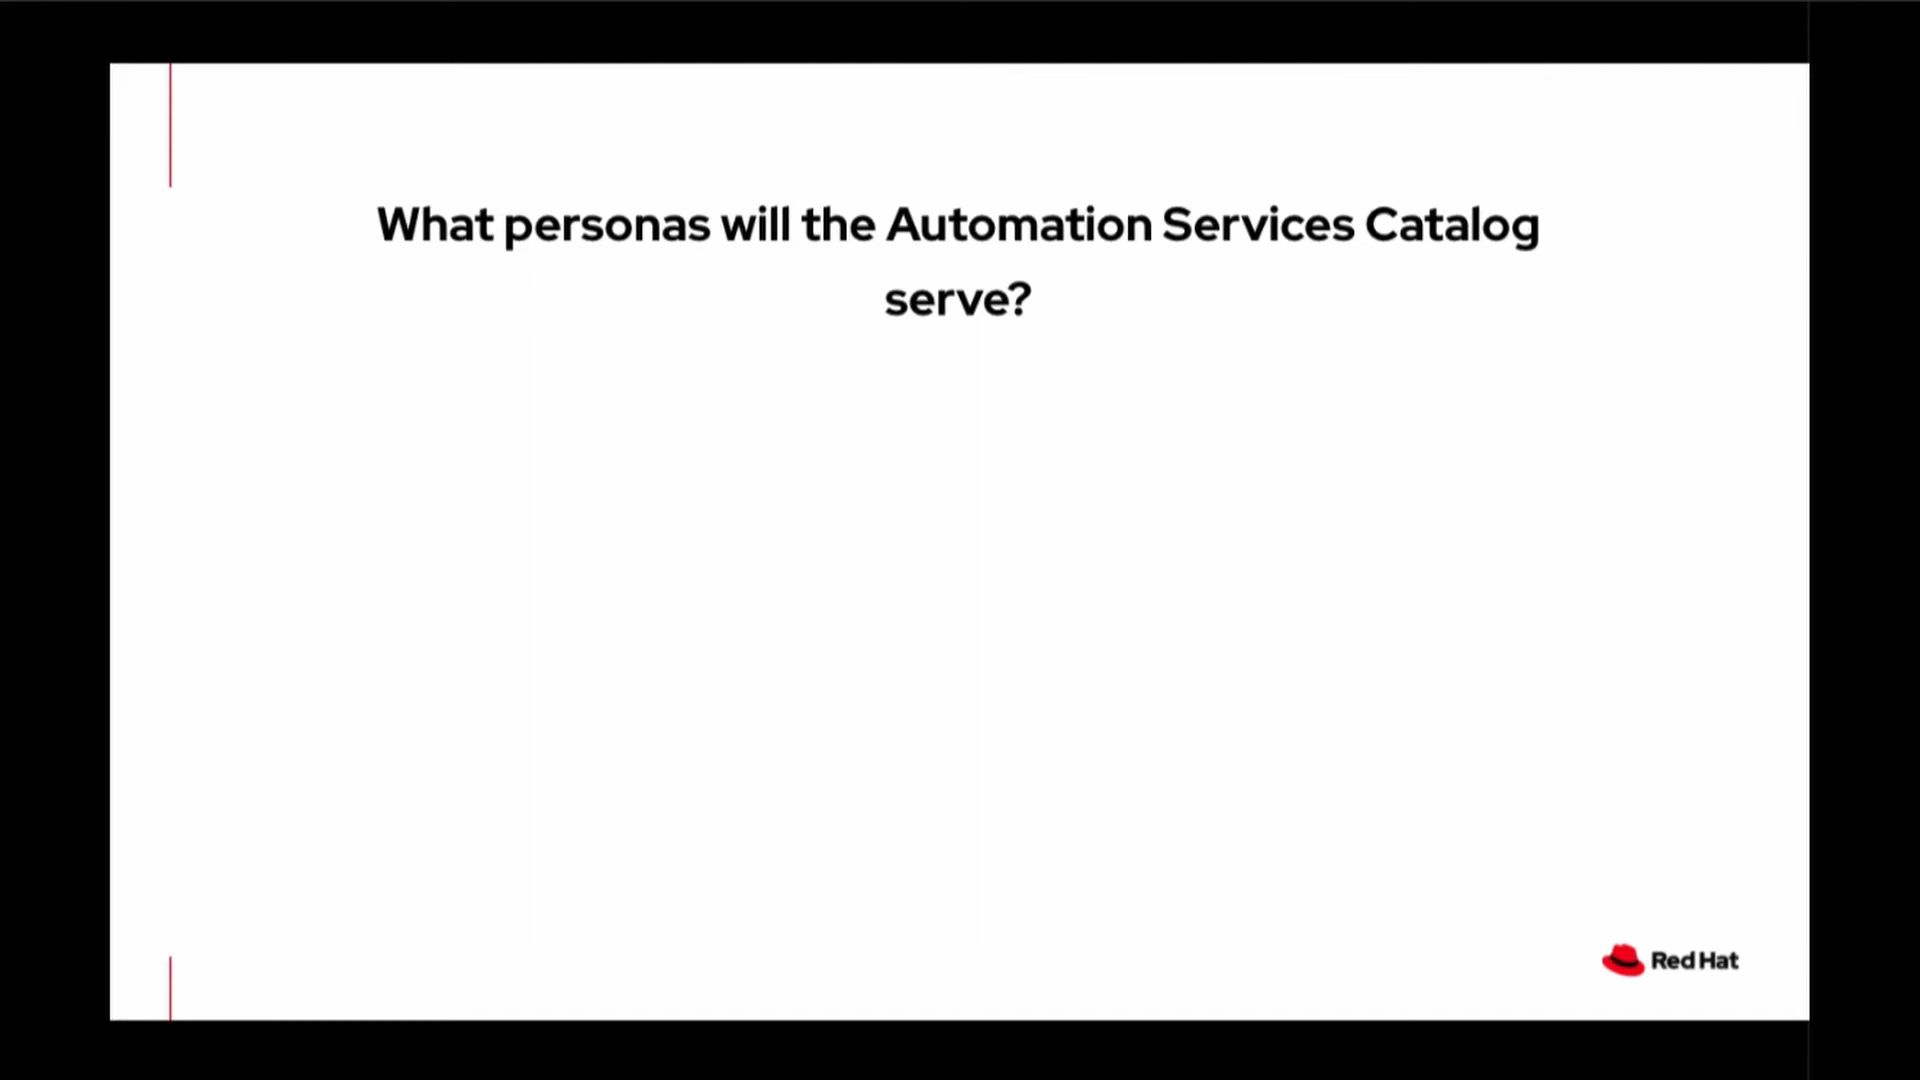 What personas will the Automation Services Catalog
serve?
Red Hat